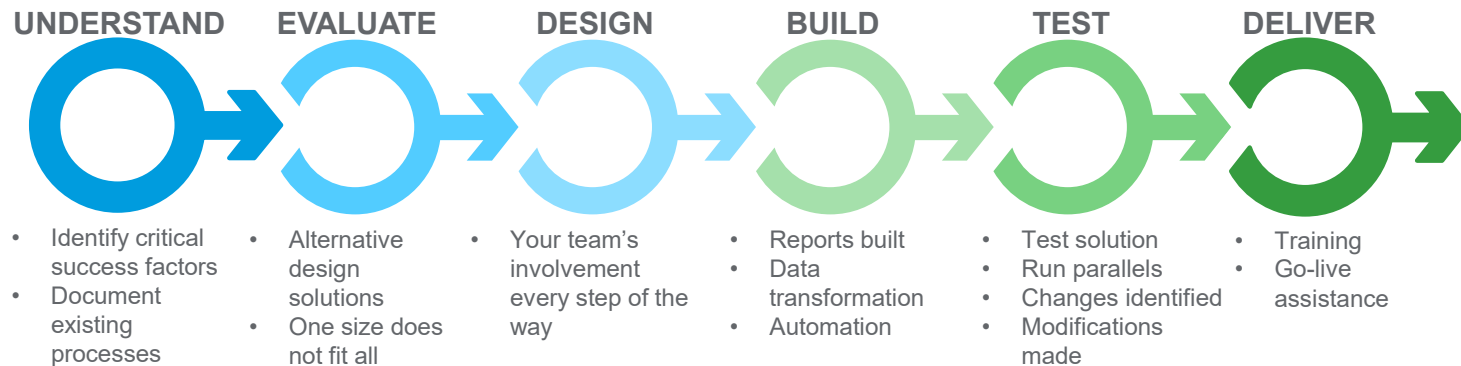 UNDERSTAND
• Identify critical
success factors
• Document
existing
processes
EVALUATE
• Alternative
design
solutions
• One size does
not fit all
DESIGN
• Your team’s
involvement
every step of the
way
BUILD
• Reports built
• Data
transformation
• Automation
TEST
• Test solution
• Run parallels
• Changes identified
• Modifications
made
DELIVER
• Training
• Go-live
assistance